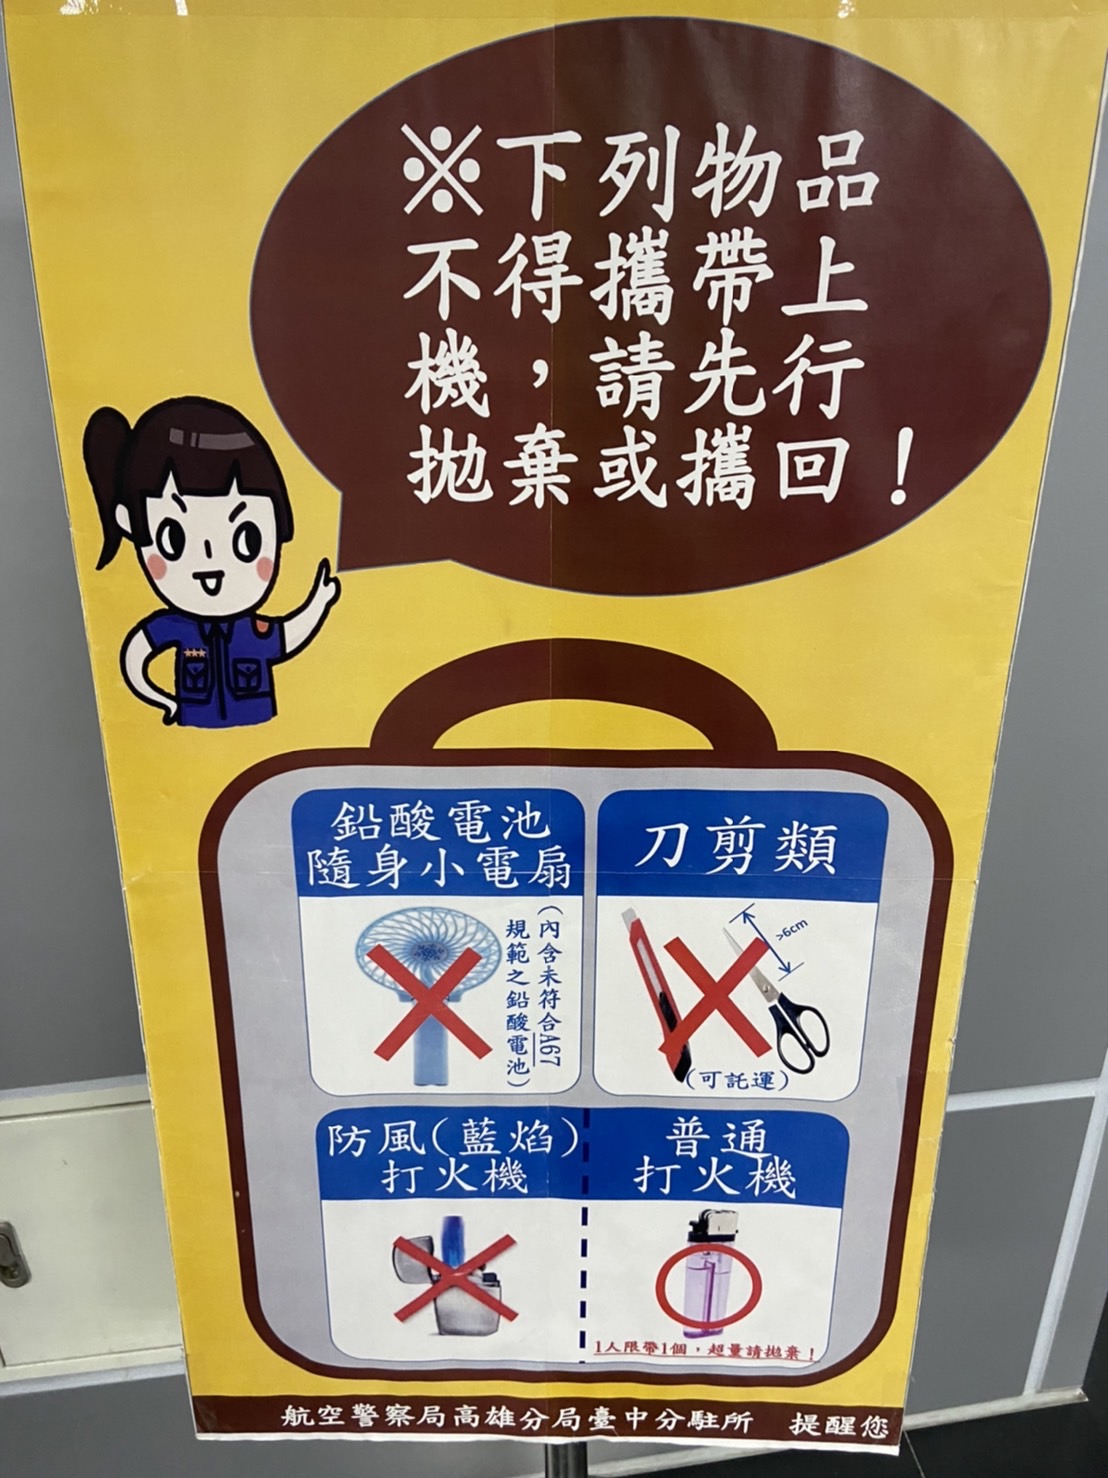 ※下列物品
不得攜帶上
機，請先行
拋棄或攜回！
鉛酸電池
隨身小電扇
(內含未符合A67
規範之鉛酸電池)
刀剪類
>6cm
(可託運)
防風(藍焰)
打火機
普通
打火機
1人限帶1個，超量請拋棄！
航空警察局高雄分局臺中分駐所 提醒您